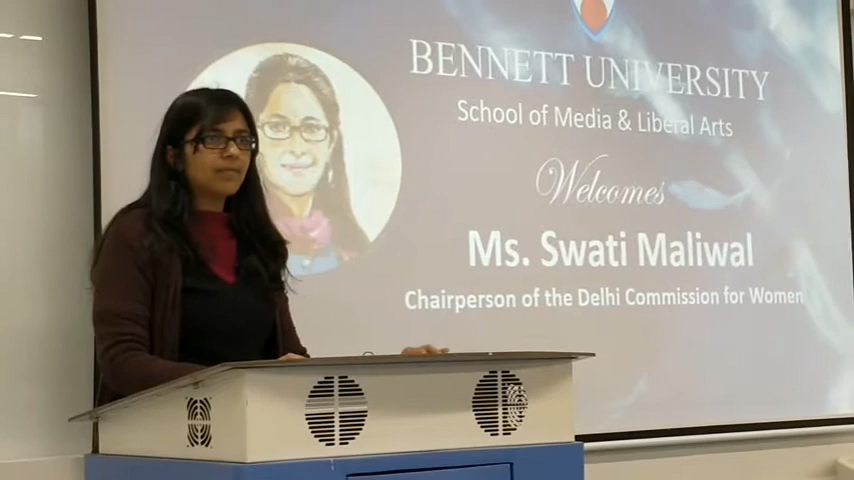 BENNETT UNIVERSITY
School of Media & Liberal Arts
Welcomes
Ms. Swati Maliwal
Chairperson of the Delhi Commission for Women